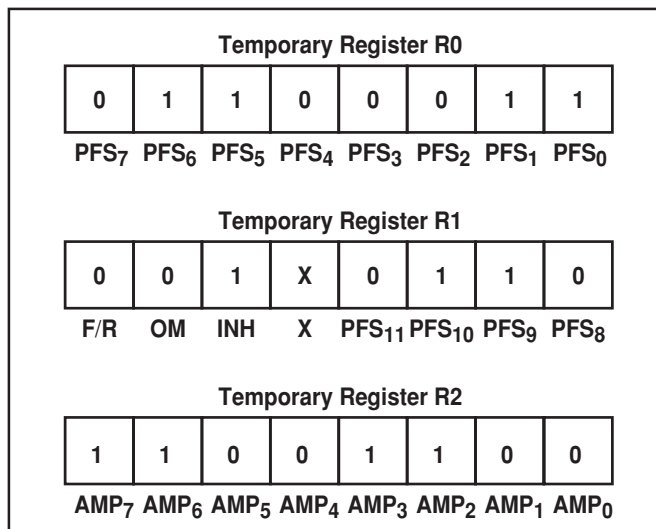 Temporary Register R0
0 1 1 0 0 0 1 1
PFS7 PFS6 PFS5 PFS4 PFS3 PFS2 PFS1 PFS0
Temporary Register R1
0 0 1 X 0 1 1 0
F/R OM INH X PFS11 PFS10 PFS9 PFS8
Temporary Register R2
1 1 0 0 1 1 0 0
AMP7 AMP6 AMP5 AMP4 AMP3 AMP2 AMP1 AMP0